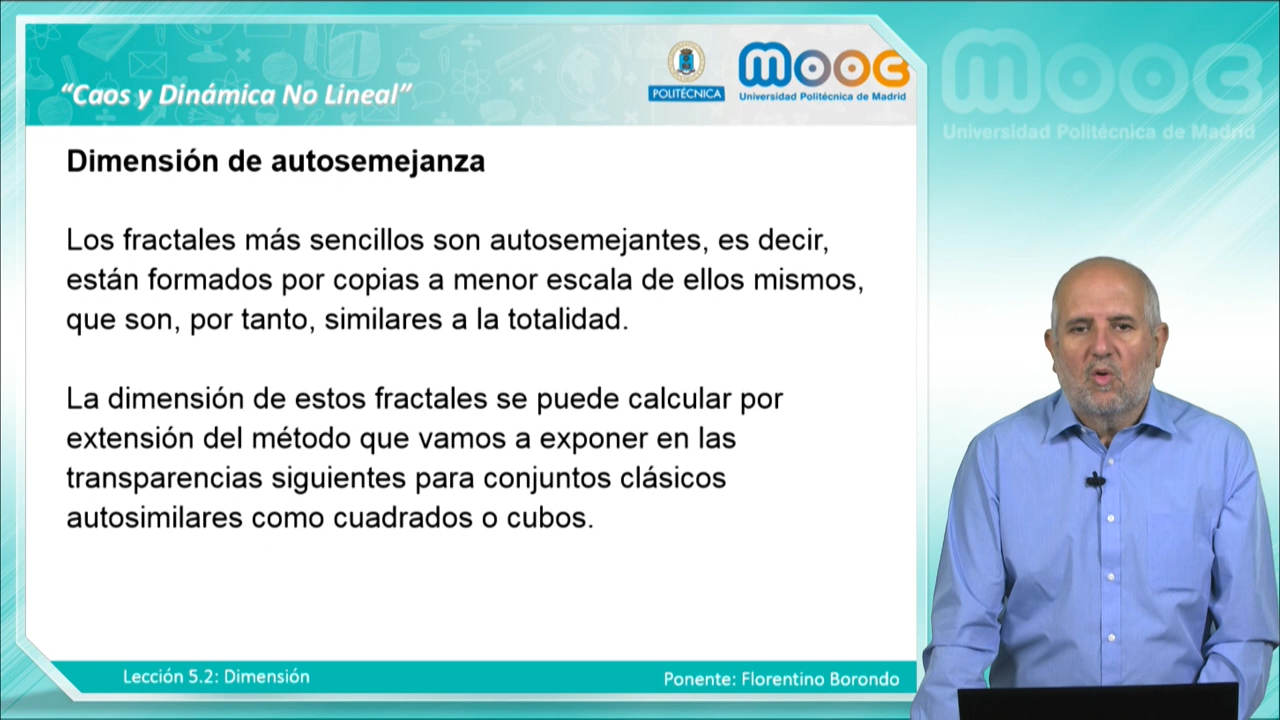 “Caos y Dinámica No Lineal”
POLITÉCNICA
mooc
Universidad Politécnica de Madrid
mooc
Universidad Politécnica de Madrid
Dimensión de autosemejanza
Los fractales más sencillos son autosemejantes, es decir,
están formados por copias a menor escala de ellos mismos,
que son, por tanto, similares a la totalidad.
La dimensión de estos fractales se puede calcular por
extensión del método que vamos a exponer en las
transparencias siguientes para conjuntos clásicos
autosimilares como cuadrados o cubos.
Lección 5.2: Dimensión
Ponente: Florentino Borondo